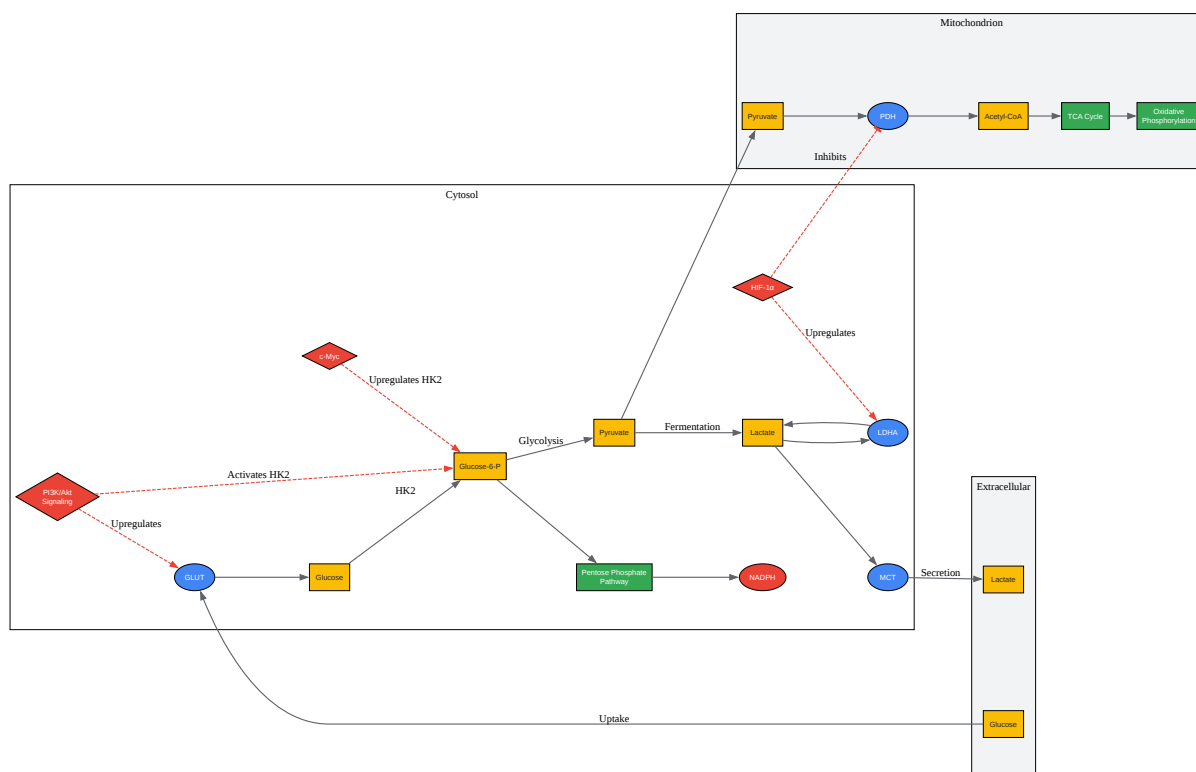 Mitochondrion
Pyruvate
PDH
Acetyl-CoA
TCA Cycle
Oxidative
Phosphorylation
Inhibits
Cytosol
HIF-1α
Upregulates
c-Myc
Upregulates HK2
Pyruvate
Fermentation
Lactate
LDHA
Glycolysis
Glucose-6-P
Activates HK2
HK2
PI3K/Akt
Signaling
Upregulates
GLUT
Glucose
Pentose Phosphate
Pathway
NADPH
MCT
Secretion
Extracellular
Lactate
Uptake
Glucose